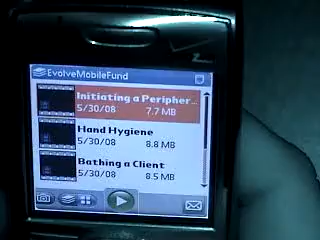 EvolveMobileFund
Initiating a Peripher...
5/30/08 7.7 MB
Hand Hygiene
5/30/08 8.8 MB
Bathing a Client
5/30/08 8.5 MB